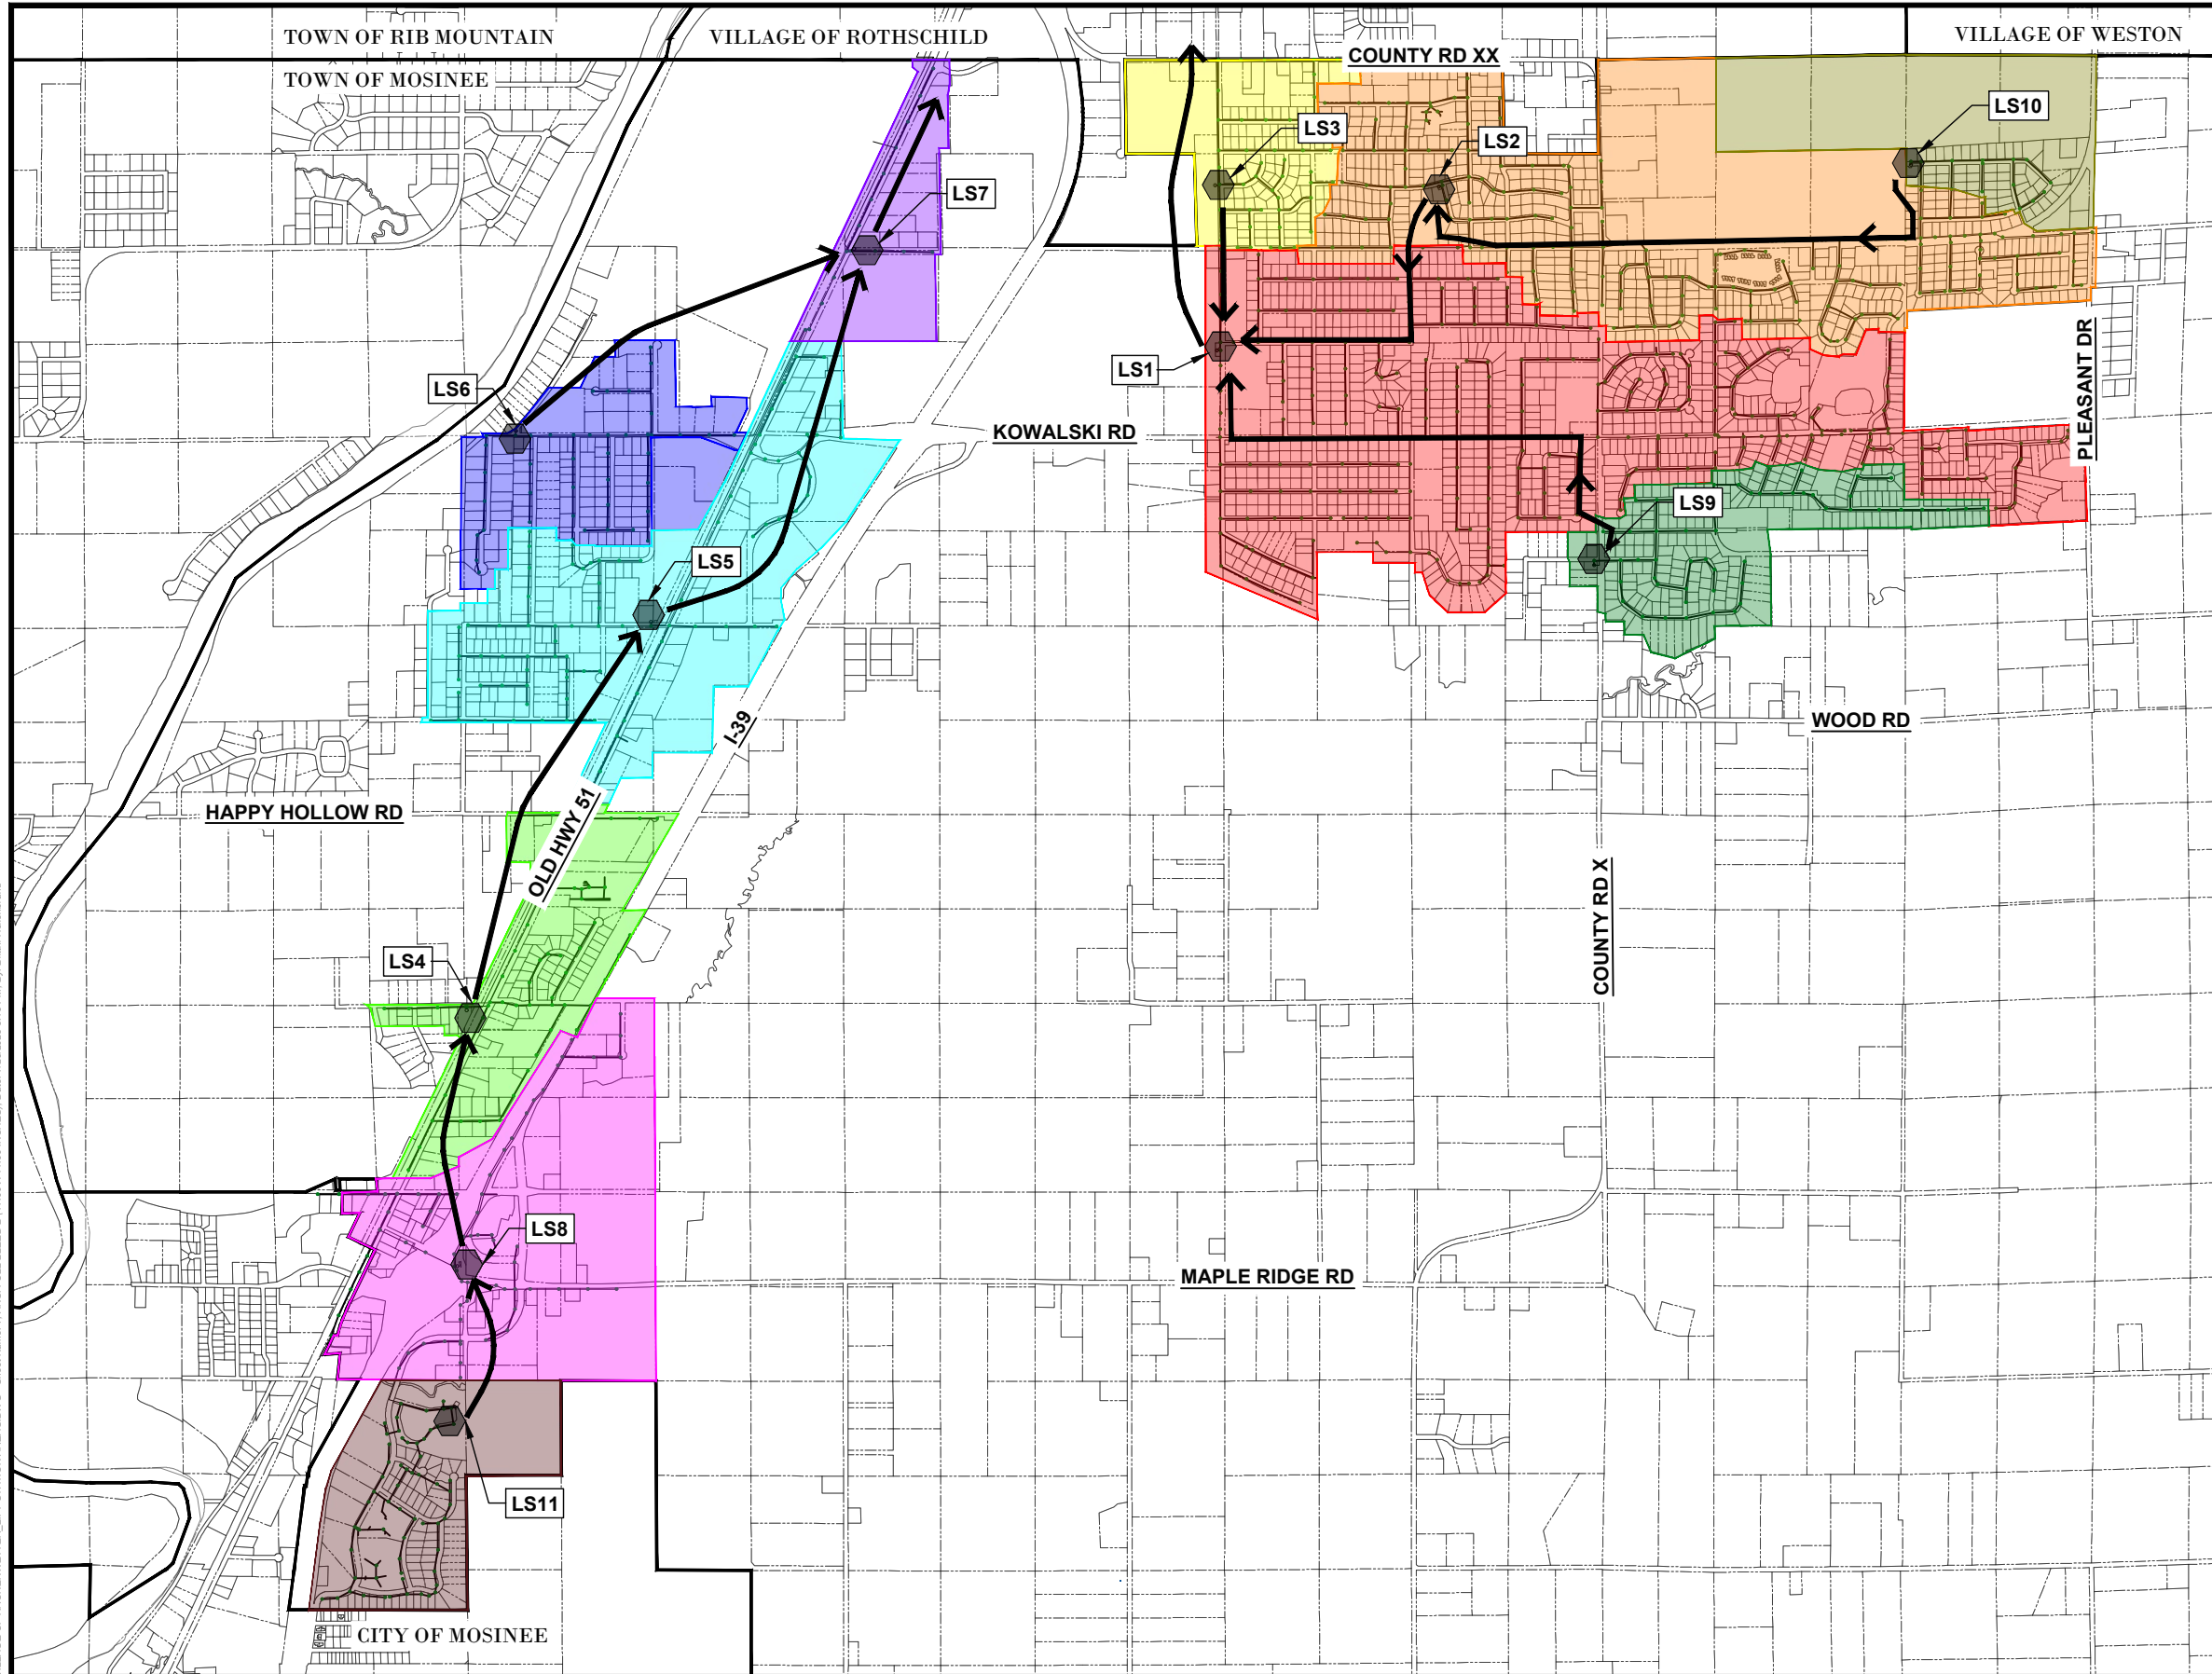 TOWN OF RIB MOUNTAIN
VILLAGE OF ROTHSCHILD
VILLAGE OF WESTON
COUNTY RD XX
TOWN OF MOSINEE
LS10
LS3
LS2
LS7
LS1
PLEASANT DR
LS6
KOWALSKI RD
LS9
LS5
I-39
WOOD RD
HAPPY HOLLOW RD
OLD HWY 51
COUNTY RD X
LS4
LS8
MAPLE RIDGE RD
LS11
CITY OF MOSINEE